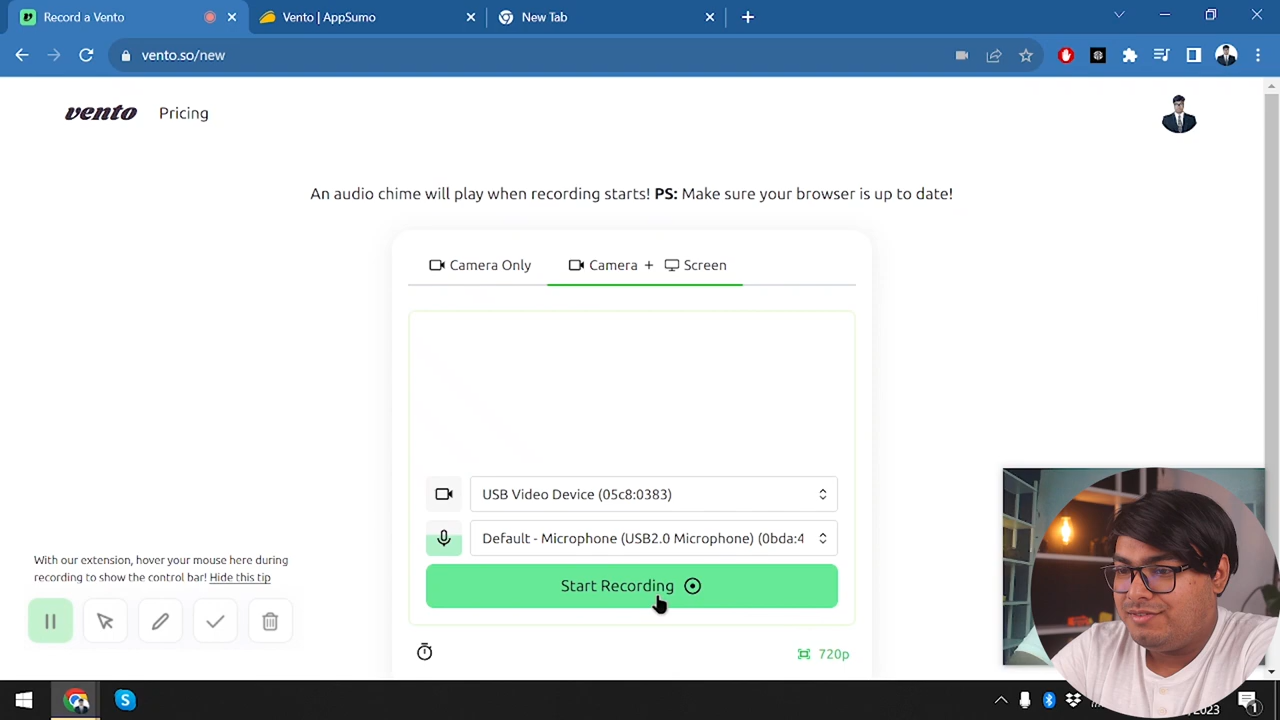 Record a Vento
Vento | AppSumo
New Tab
vento.so/new
vento
Pricing
An audio chime will play when recording starts! PS: Make sure your browser is up to date!
Camera Only
Camera + Screen
USB Video Device (05c8:0383)
Default - Microphone (USB2.0 Microphone) (0bda:4
Start Recording
With our extension, hover your mouse here during
recording to show the control bar! Hide this tip
720p
2023
1